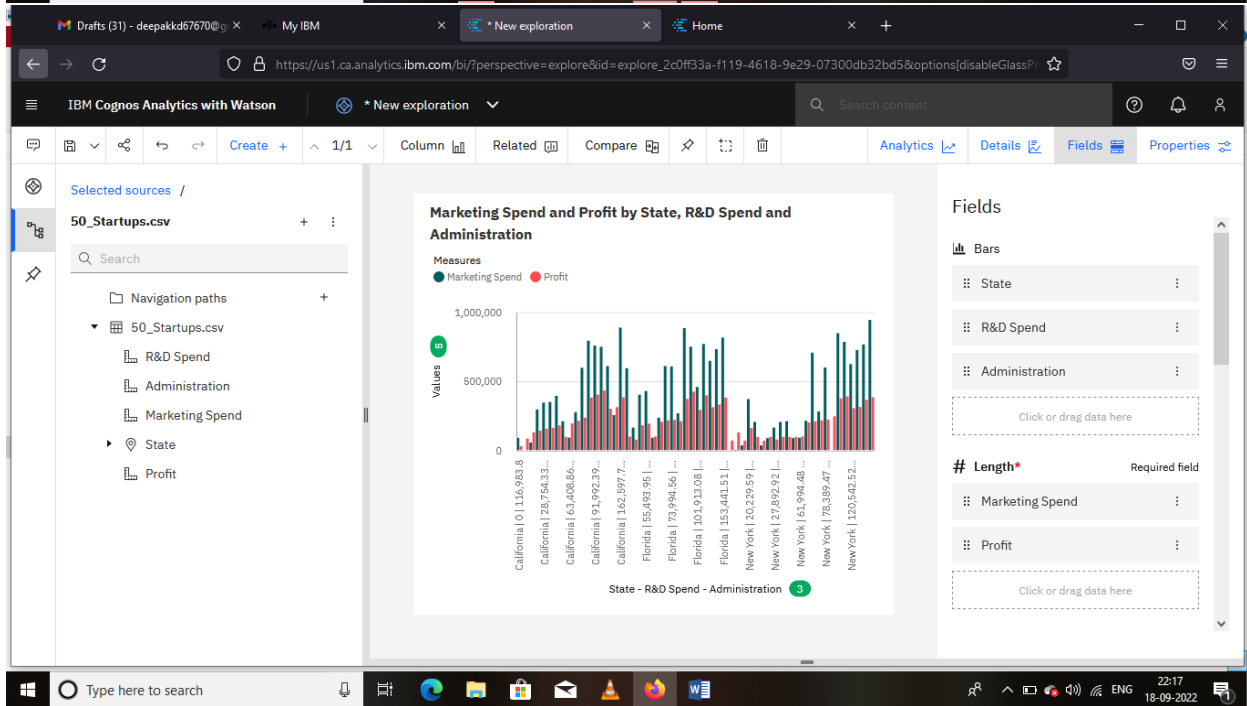 Drafts (31) - deepakkd67670@g
My IBM
* New exploration
Home
https://us1.ca.analytics.ibm.com/bi/?perspective=explore&id=explore_2c0ff33a-f119-4618-9e29-07300db32bd5&options[disableGlassPr
IBM Cognos Analytics with Watson
* New exploration
Search content
Create +
1/1
Column
Related
Compare
Analytics
Details
Fields
Properties
Selected sources /
50_Startups.csv
Search
Navigation paths
50_Startups.csv
R&D Spend
Administration
Marketing Spend
State
Profit
Marketing Spend and Profit by State, R&D Spend and
Administration
Measures
Marketing Spend Profit
1,000,000
500,000
0
Values
5
California | 0 | 116,983.8
California | 28,754.33...
California | 63,408.86...
California | 91,992.39...
California | 162,597.7...
Florida | 55,493.95 | ...
Florida | 73,994.56 | ...
Florida | 101,913.08 |...
Florida | 153,441.51 |...
New York | 20,229.59 |...
New York | 27,892.92 |...
New York | 61,994.48 ...
New York | 78,389.47 ...
New York | 120,542.52...
State - R&D Spend - Administration 3
Fields
Bars
State
R&D Spend
Administration
Click or drag data here
# Length*
Required field
Marketing Spend
Profit
Click or drag data here
Type here to search
ENG
22:17
18-09-2022
1